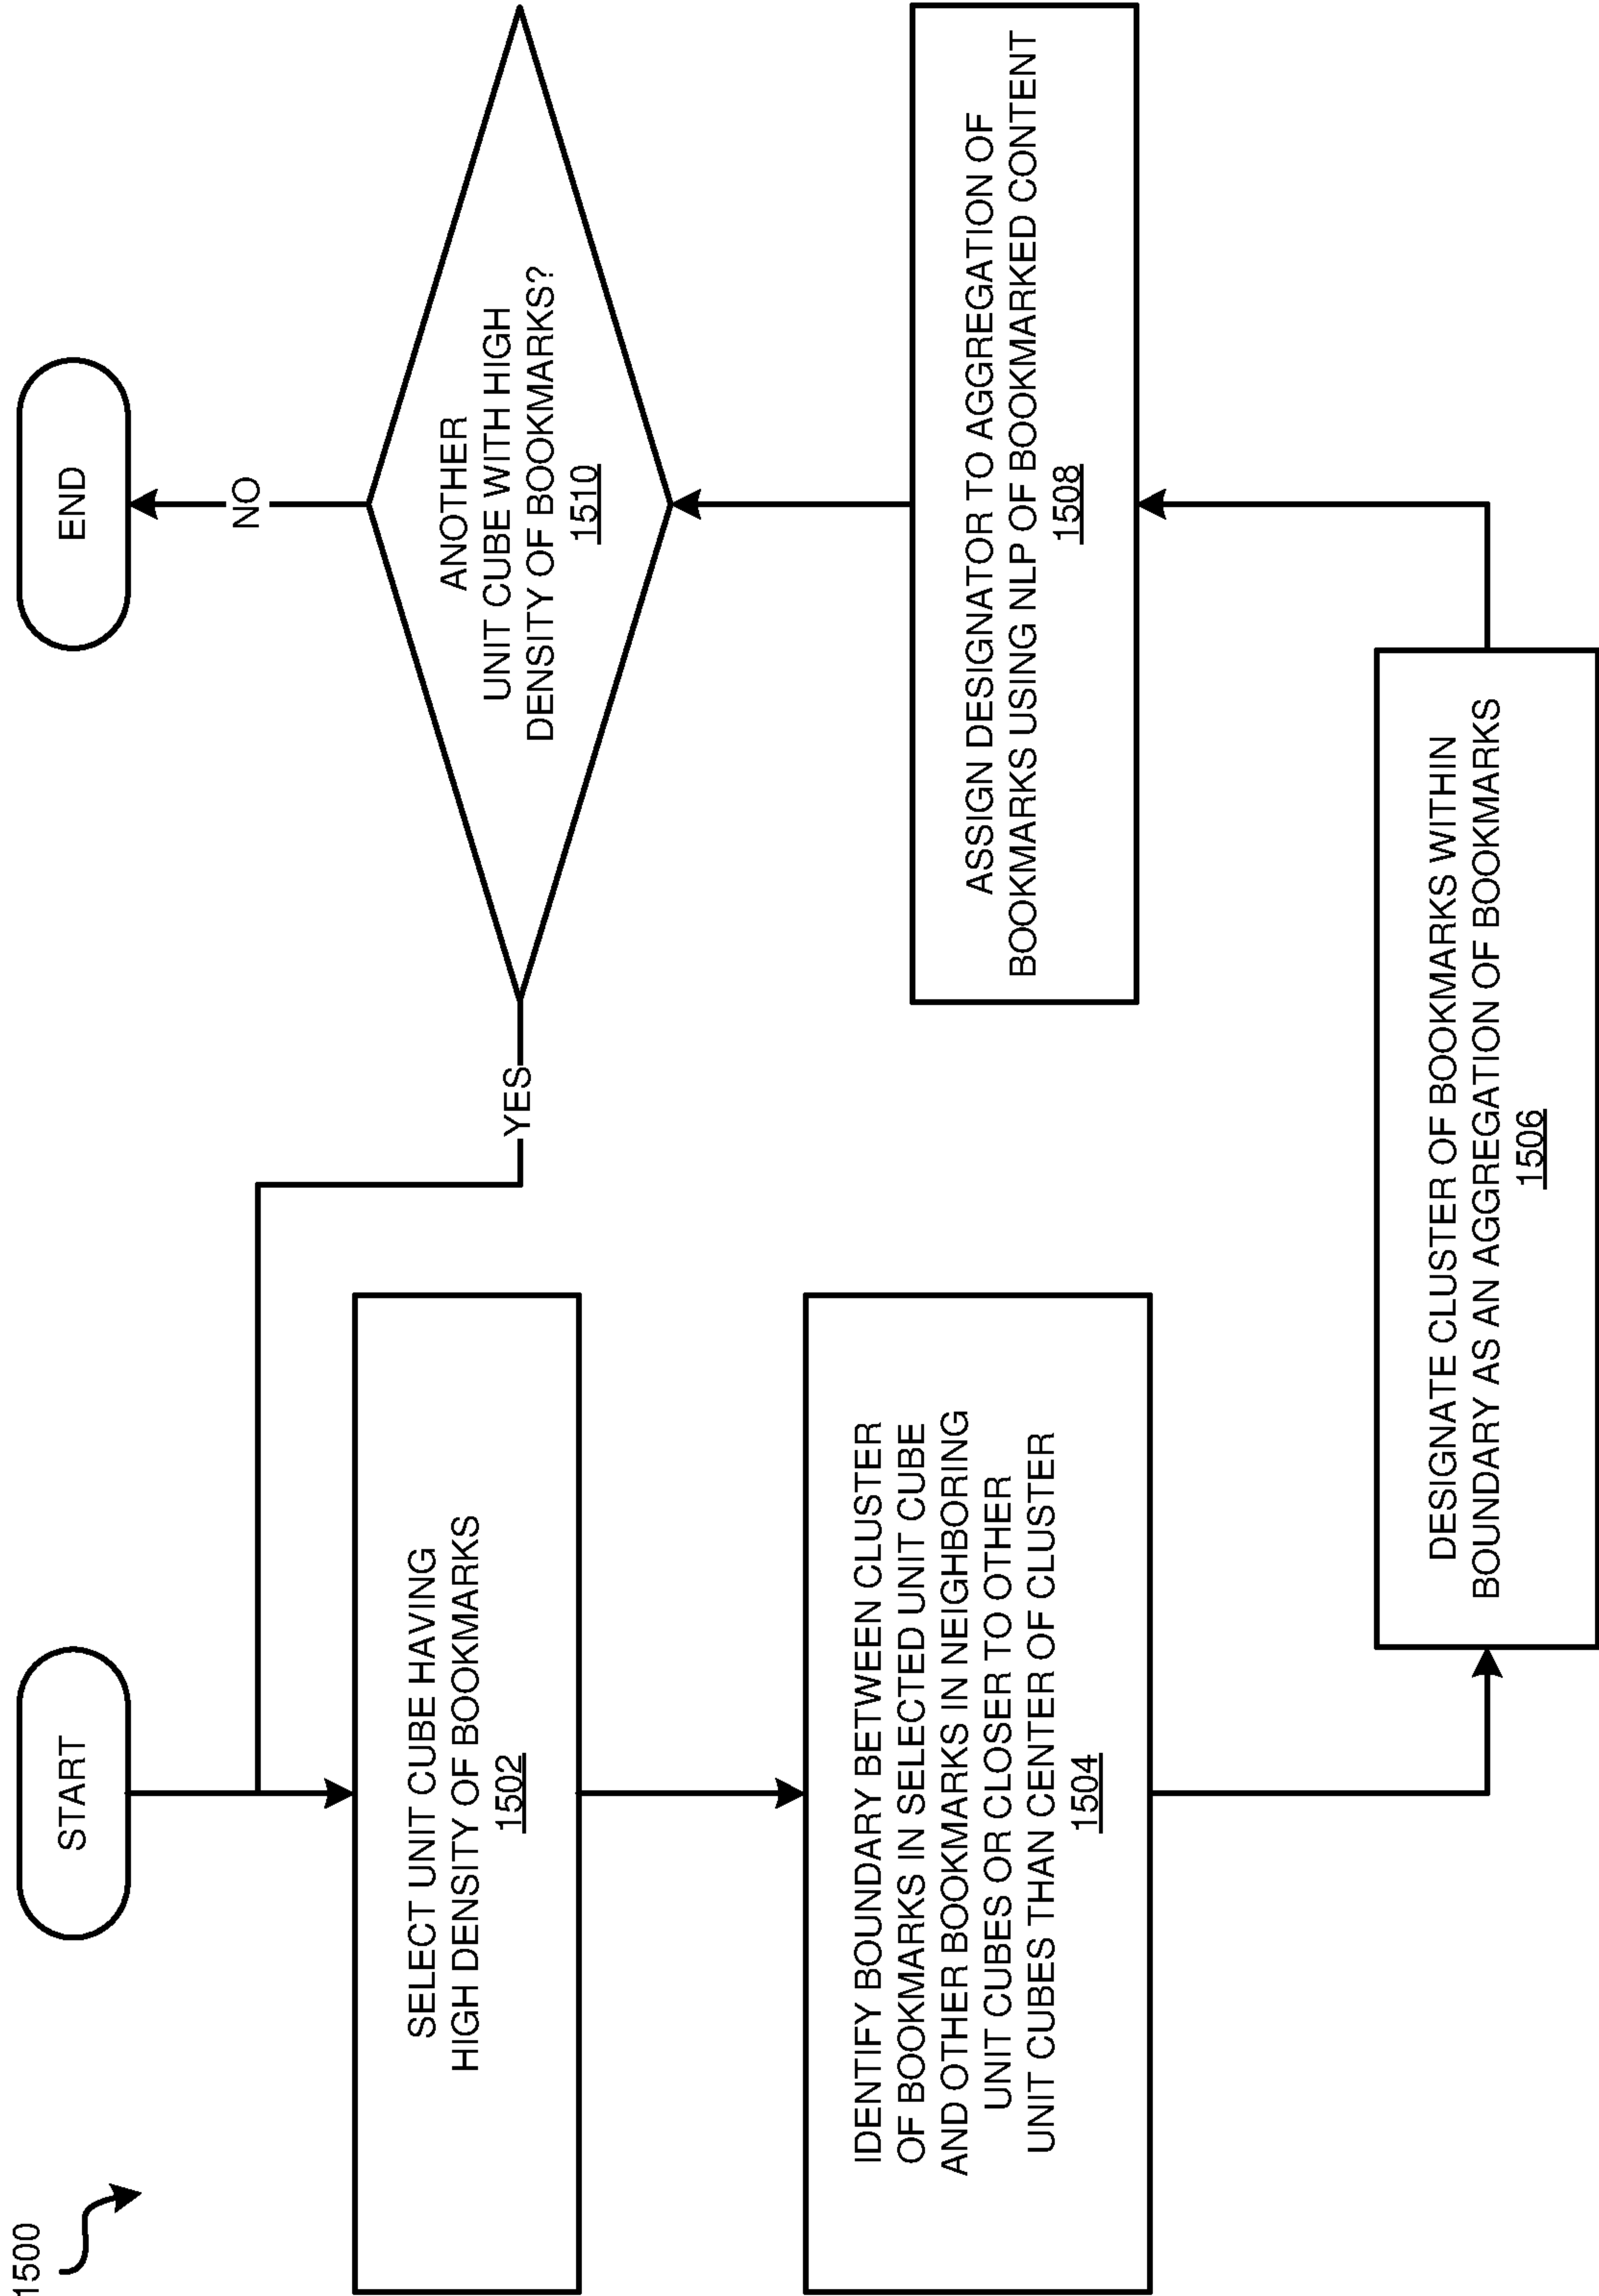 1500
START
SELECT UNIT CUBE HAVING
HIGH DENSITY OF BOOKMARKS
1502
IDENTIFY BOUNDARY BETWEEN CLUSTER
OF BOOKMARKS IN SELECTED UNIT CUBE
AND OTHER BOOKMARKS IN NEIGHBORING
UNIT CUBES OR CLOSER TO OTHER
UNIT CUBES THAN CENTER OF CLUSTER
1504
DESIGNATE CLUSTER OF BOOKMARKS WITHIN
BOUNDARY AS AN AGGREGATION OF BOOKMARKS
1506
ASSIGN DESIGNATOR TO AGGREGATION OF
BOOKMARKS USING NLP OF BOOKMARKED CONTENT
1508
ANOTHER
UNIT CUBE WITH HIGH
DENSITY OF BOOKMARKS?
1510
YES
NO
END